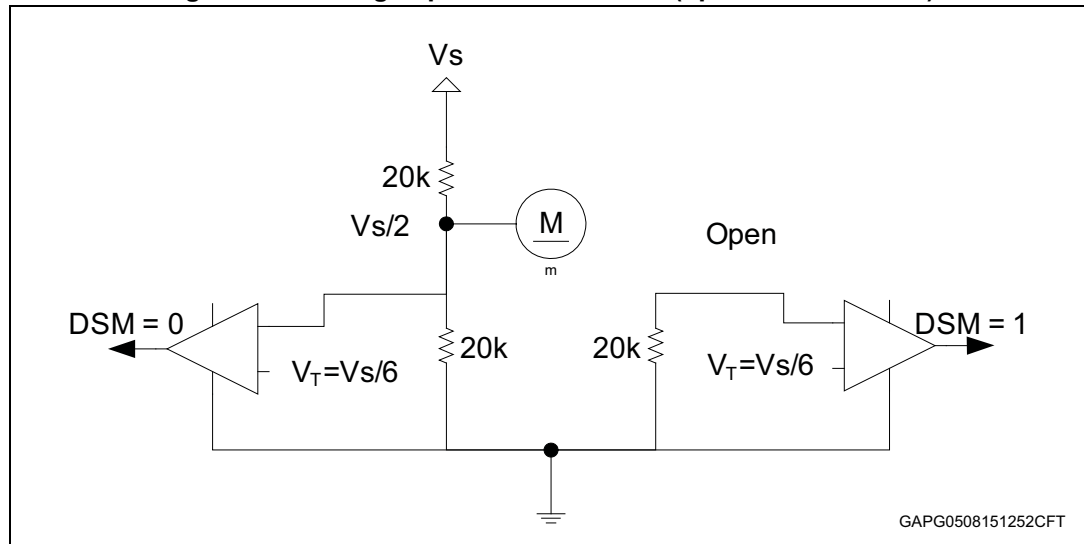 Vs
20k
Vs/2
M
m
Open
DSM = 0
20k
20k
DSM = 1
V_T=Vs/6
V_T=Vs/6
GAPG0508151252CFT